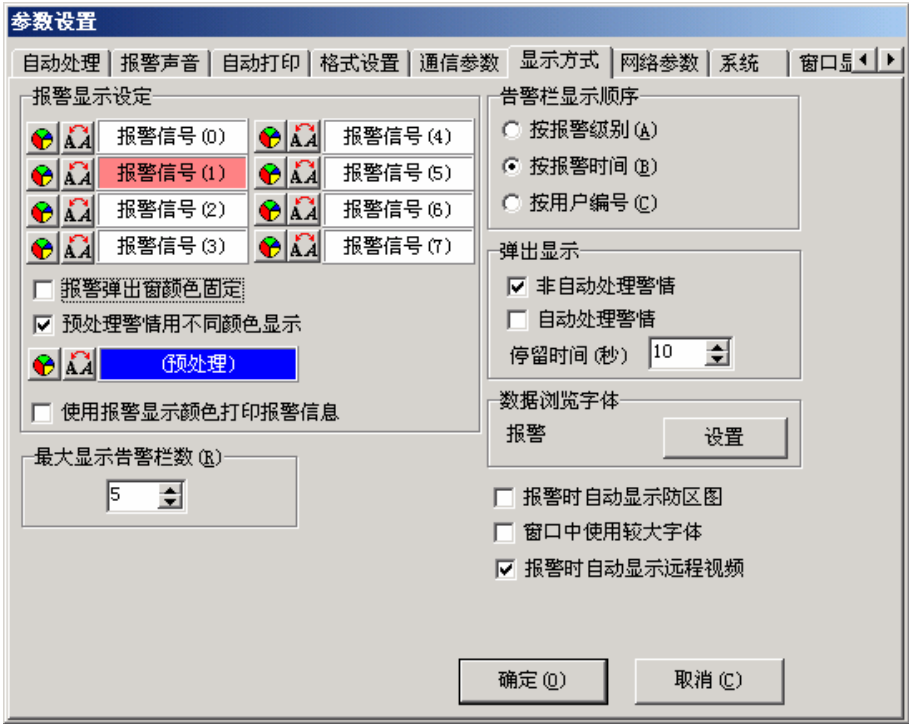 参数设置
自动处理 报警声音 自动打印 格式设置 通信参数 显示方式 网络参数 系统 窗口显
报警显示设定
报警信号(0) 报警信号(4)
报警信号(1) 报警信号(5)
报警信号(2) 报警信号(6)
报警信号(3) 报警信号(7)
报警弹出窗颜色固定
预处理警情用不同颜色显示
(预处理)
使用报警显示颜色打印报警信息
最大显示告警栏数(R)
5
告警栏显示顺序
按报警级别(A)
按报警时间(B)
按用户编号(C)
弹出显示
非自动处理警情
自动处理警情
停留时间(秒) 10
数据浏览字体
报警 设置
报警时自动显示防区图
窗口中使用较大字体
报警时自动显示远程视频
确定(O) 取消(C)